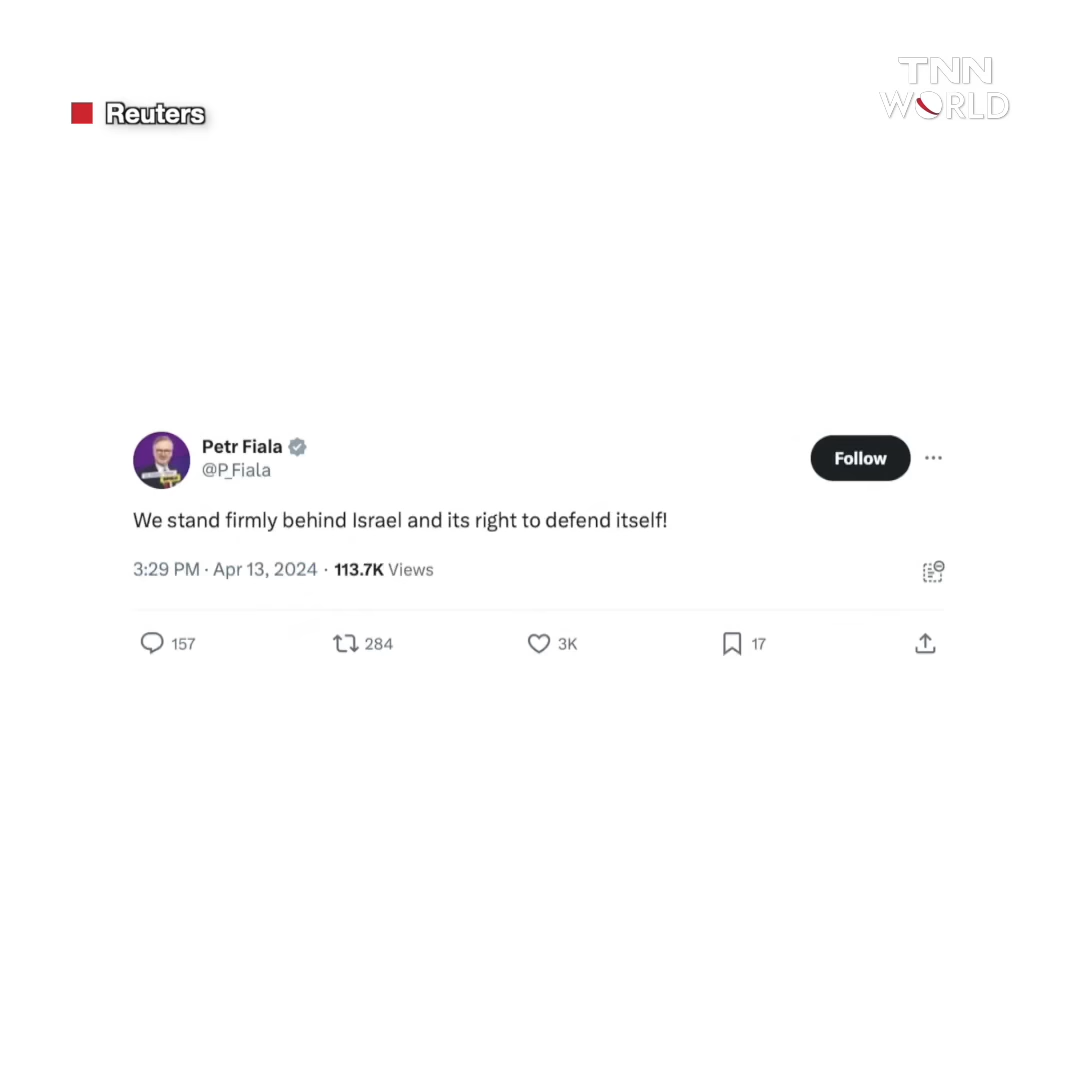 TNN
WORLD
Reuters
Petr Fiala
@P_Fiala
Follow
We stand firmly behind Israel and its right to defend itself!
3:29 PM · Apr 13, 2024 · 113.7K Views
157
284
3K
17